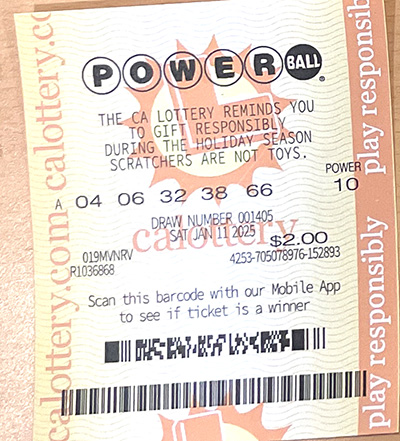 POWER BALL
THE CA LOTTERY REMINDS YOU
TO GIFT RESPONSIBLY
DURING THE HOLIDAY SEASON
SCRATCHERS ARE NOT TOYS.
POWER
A 04 06 32 38 66 10
DRAW NUMBER 001405
SAT JAN 11 2025
calottery
$2.00
019MVNRV
4253-705078976-152893
R1036868
Scan this barcode with our Mobile App
to see if ticket is a winner
calottery.com
calottery.c
play responsibly
play responsib